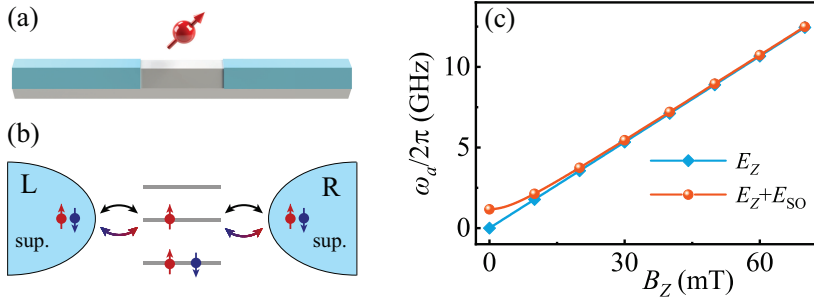 (a)
(b)
L
sup.
R
sup.
(c)
ω_a/2π (GHz)
10
5
0
E_Z
E_Z+E_SO
0 30 60
B_Z (mT)